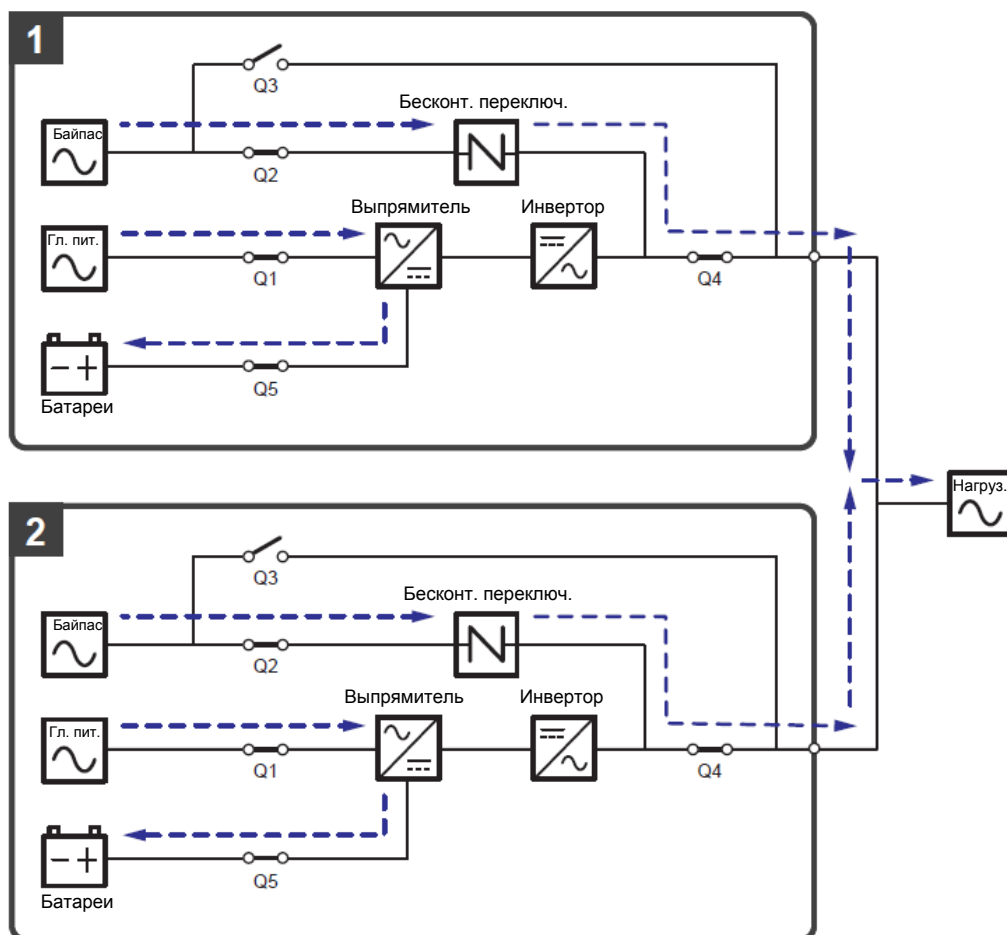 1
Q3
Бесконт. переключ.
Байпас
Q2
Выпрямитель
Инвертор
Гл. пит.
Q1
Q4
Q5
Батареи
Нагруз.
2
Q3
Бесконт. переключ.
Байпас
Q2
Выпрямитель
Инвертор
Гл. пит.
Q1
Q4
Q5
Батареи